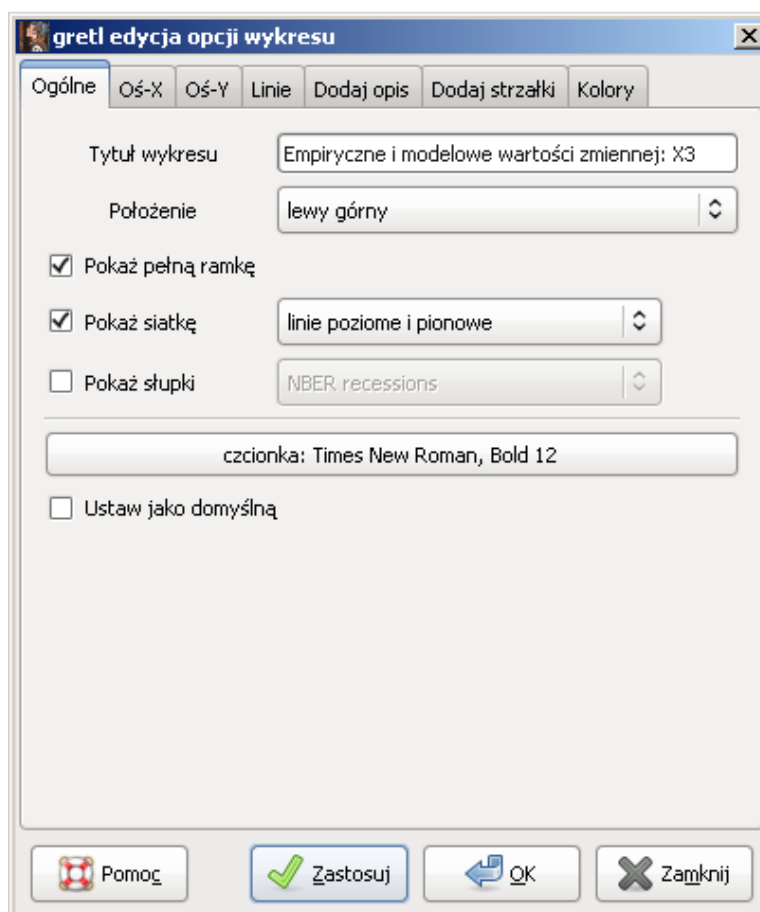 gretl edycja opcji wykresu
Ogólne Oś-X Oś-Y Linie Dodaj opis Dodaj strzałki Kolory
Tytuł wykresu Empiryczne i modelowe wartości zmiennej: X3
Położenie lewy górny
Pokaż pełną ramkę
Pokaż siatkę linie poziome i pionowe
Pokaż słupki NBER recessions
czcionka: Times New Roman, Bold 12
Ustaw jako domyślną
Pomoc Zastosuj OK Zamknij